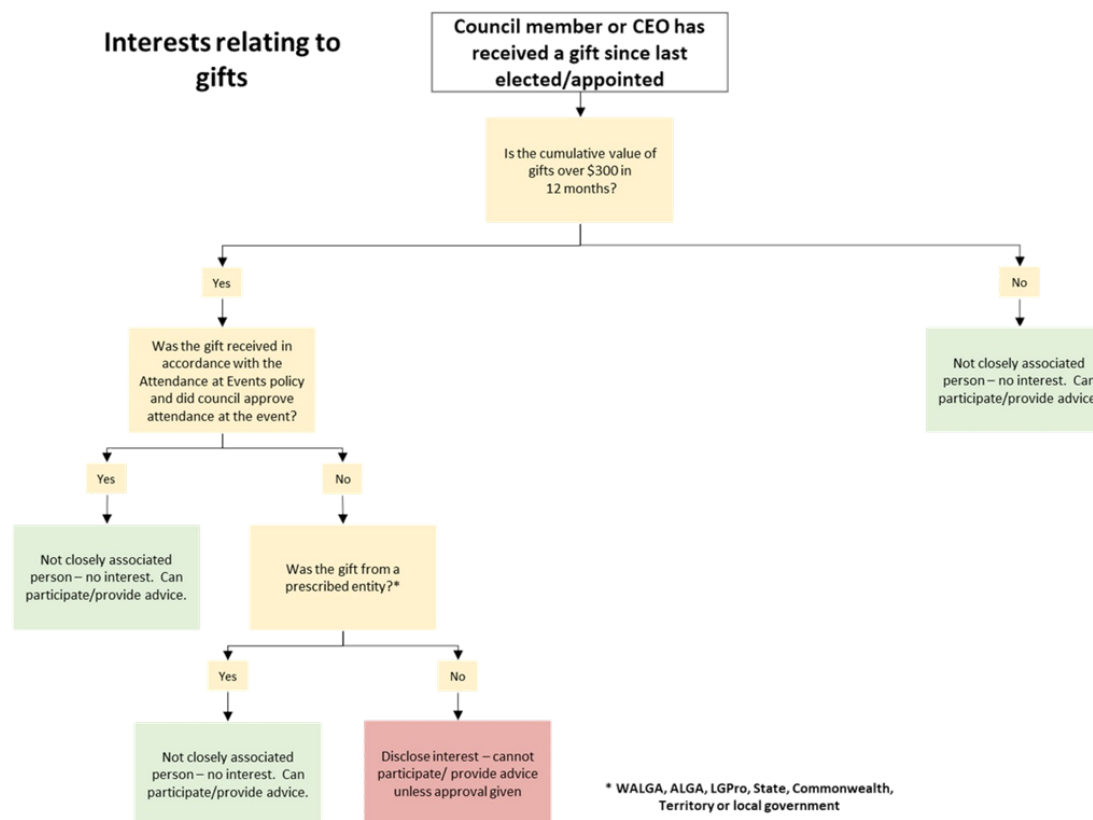 Interests relating to
gifts
Council member or CEO has
received a gift since last
elected/appointed
Is the cumulative value of
gifts over $300 in
12 months?
Yes
No
Was the gift received in
accordance with the
Attendance at Events policy
and did council approve
attendance at the event?
Not closely associated
person – no interest. Can
participate/provide advice
Yes
No
Not closely associated
person – no interest. Can
participate/provide advice.
Was the gift from a
prescribed entity?*
Yes
No
Not closely associated
person – no interest. Can
participate/provide advice.
Disclose interest – cannot
participate/ provide advice
unless approval given
* WALGA, ALGA, LGPro, State, Commonwealth,
Territory or local government